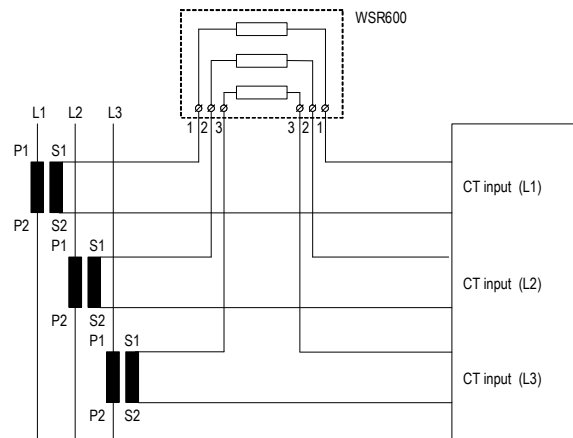 WSR600
L1 L2 L3
1 2 3 3 2 1
P1 S1
CT input (L1)
P2 S2
P1 S1
CT input (L2)
P2 S2
P1 S1
CT input (L3)
P2 S2